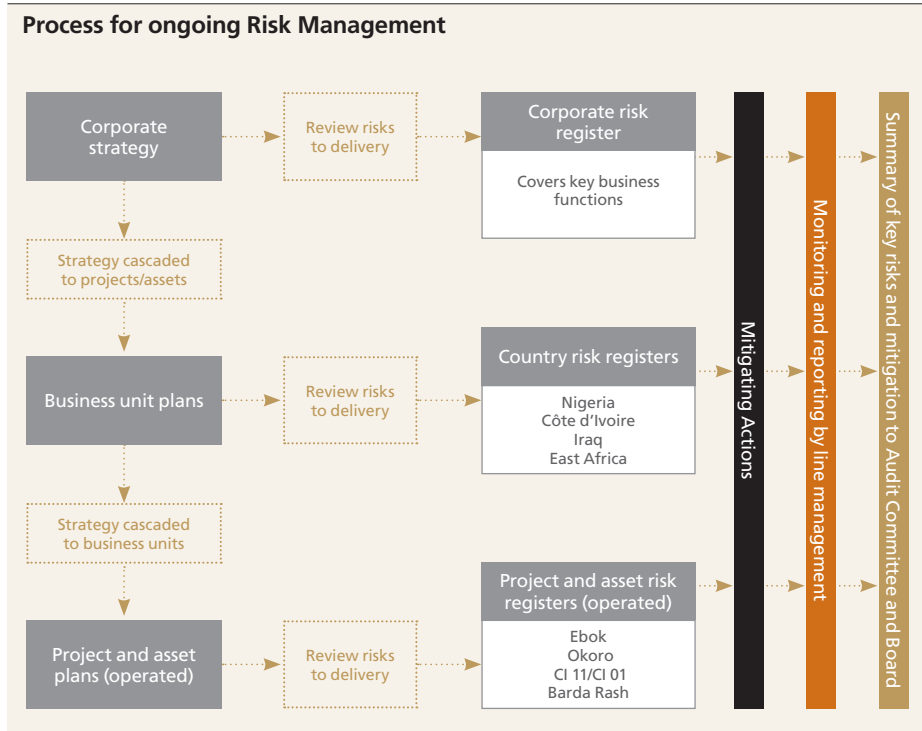 Process for ongoing Risk Management
Corporate
strategy
Review risks
to delivery
Corporate risk
register
Covers key business
functions
Strategy cascaded
to projects/assets
Business unit plans
Review risks
to delivery
Country risk registers
Nigeria
Côte d'Ivoire
Iraq
East Africa
Strategy cascaded
to business units
Project and asset
plans (operated)
Review risks
to delivery
Project and asset risk
registers (operated)
Ebok
Okoro
CI 11/CI 01
Barda Rash
Mitigating Actions
Monitoring and reporting by line management
Summary of key risks and mitigation to Audit Committee and Board